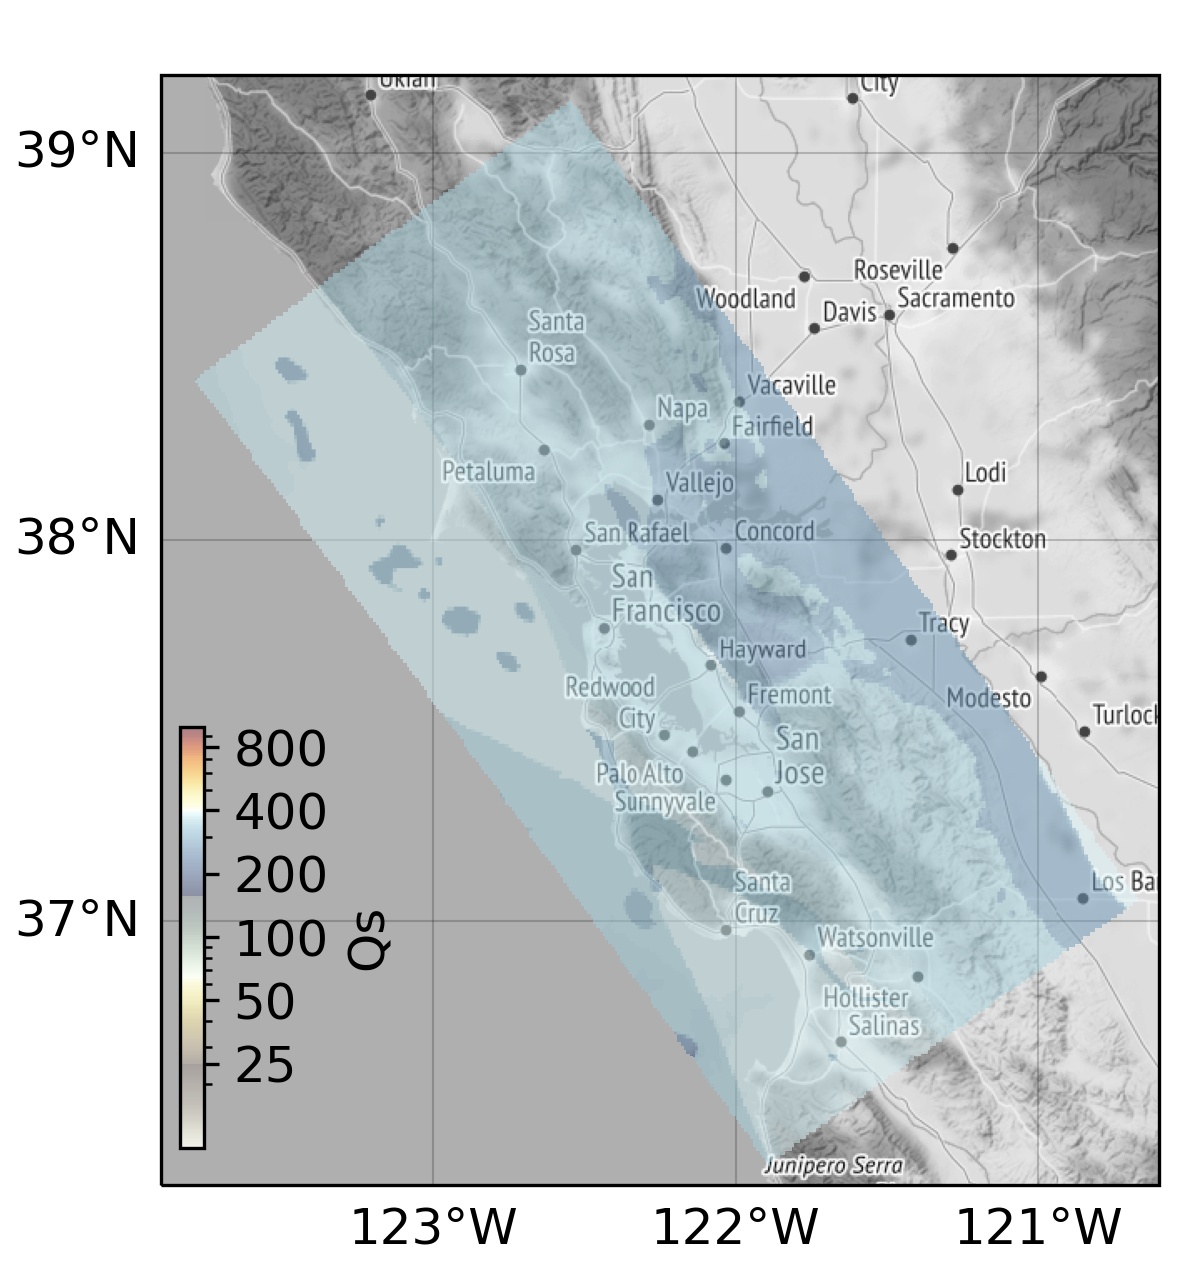 Ukiah
City
39°N
Roseville
Woodland
Sacramento
Davis
Santa
Rosa
Vacaville
Napa
Fairfield
Petaluma
Vallejo
Lodi
38°N
San Rafael
Concord
Stockton
San
Francisco
Tracy
Hayward
Redwood
City
Fremont
Modesto
Turlock
San
Jose
Palo Alto
Sunnyvale
800
400
200
100
50
25
Qs
Santa
Cruz
Los Ba
37°N
Watsonville
Hollister
Salinas
Junipero Serra
123°W
122°W
121°W